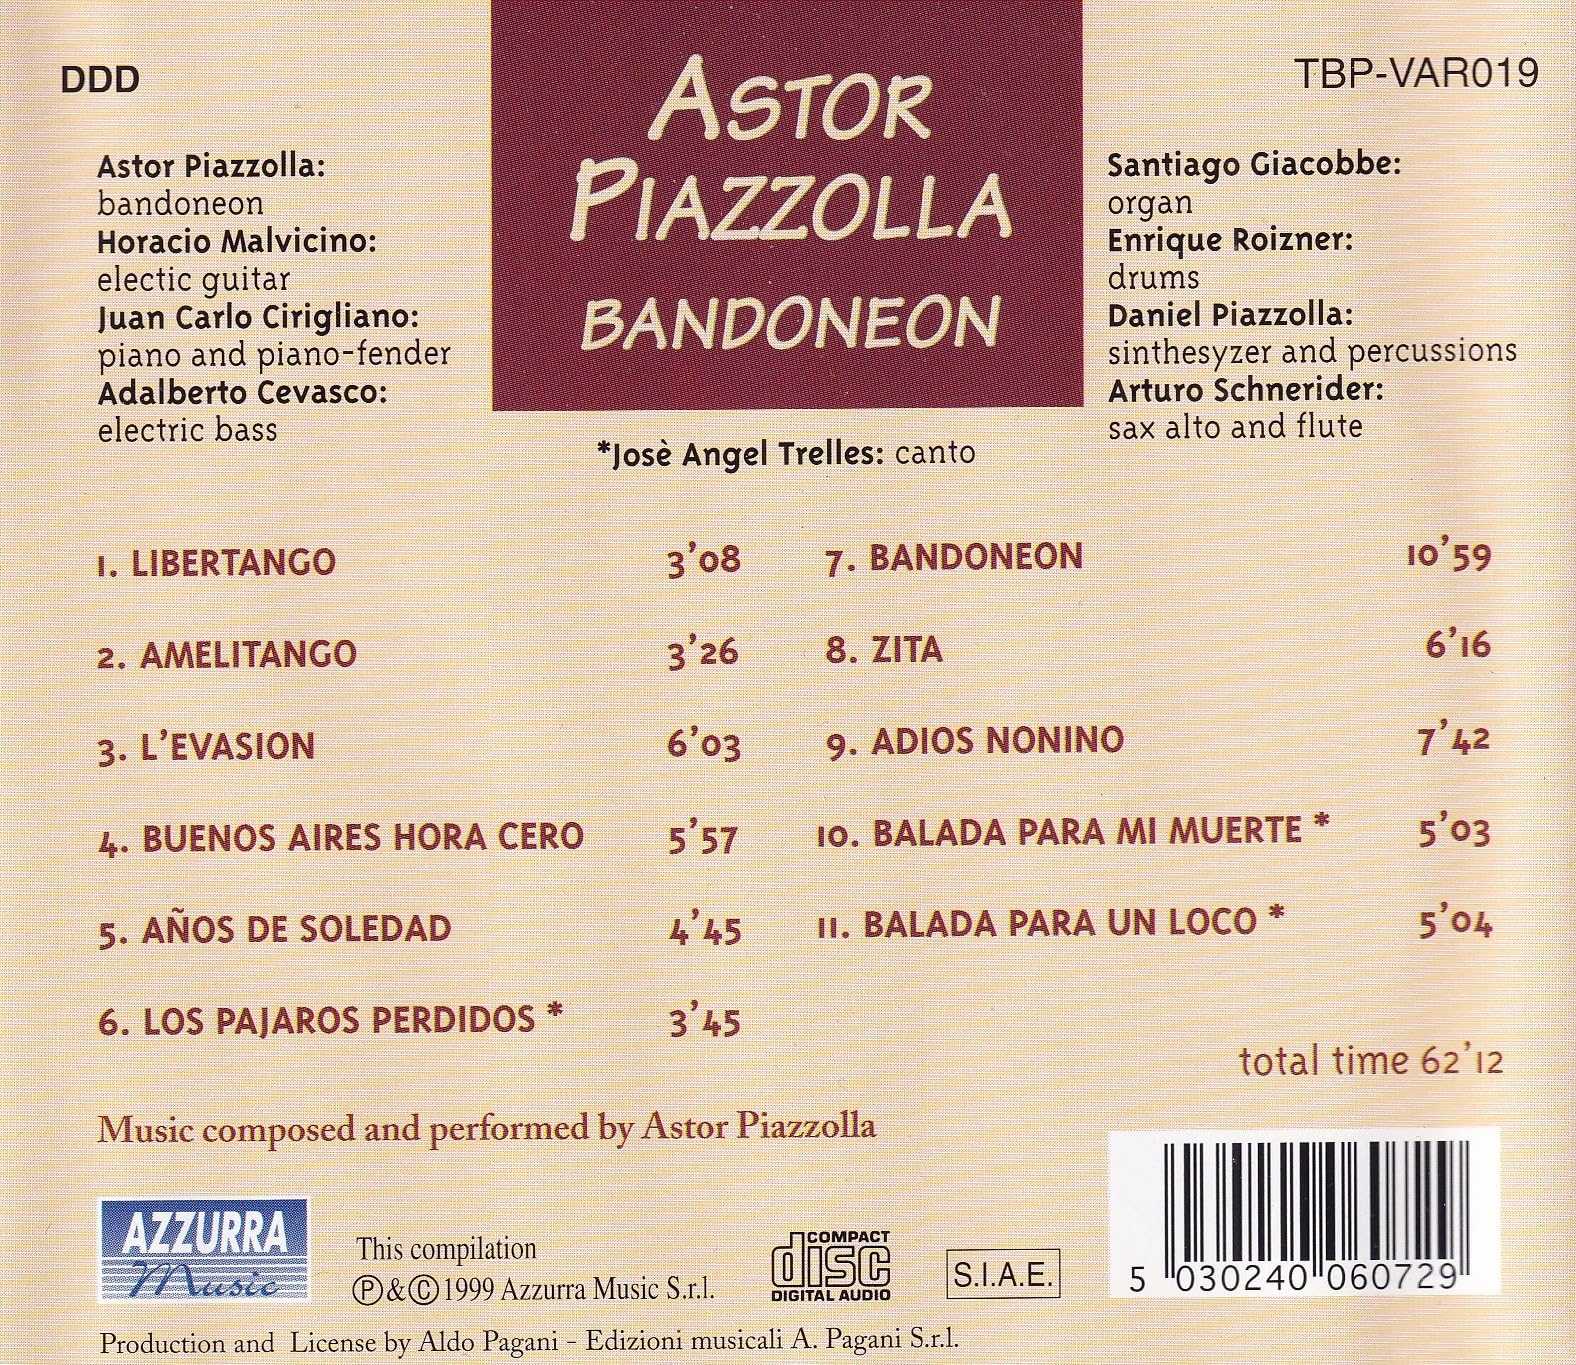 DDD
TBP-VAR019
ASTOR
PIAZZOLLA
BANDONEON
Astor Piazzolla:
bandoneon
Horacio Malvicino:
electic guitar
Juan Carlo Cirigliano:
piano and piano-fender
Adalberto Cevasco:
electric bass
Santiago Giacobbe:
organ
Enrique Roizner:
drums
Daniel Piazzolla:
sinthesyzer and percussions
Arturo Schnerider:
sax alto and flute
*Josè Angel Trelles: canto
1. LIBERTANGO 3'08
2. AMELITANGO 3'26
3. L'EVASION 6'03
4. BUENOS AIRES HORA CERO 5'57
5. AÑOS DE SOLEDAD 4'45
6. LOS PAJAROS PERDIDOS * 3'45
7. BANDONEON 10'59
8. ZITA 6'16
9. ADIOS NONINO 7'42
10. BALADA PARA MI MUERTE * 5'03
11. BALADA PARA UN LOCO * 5'04
total time 62'12
Music composed and performed by Astor Piazzolla
AZZURRA
Music
This compilation
℗&©1999 Azzurra Music S.r.l.
COMPACT
disc
DIGITAL AUDIO
S.I.A.E.
5 030240 060729
Production and License by Aldo Pagani - Edizioni musicali A. Pagani S.r.l.